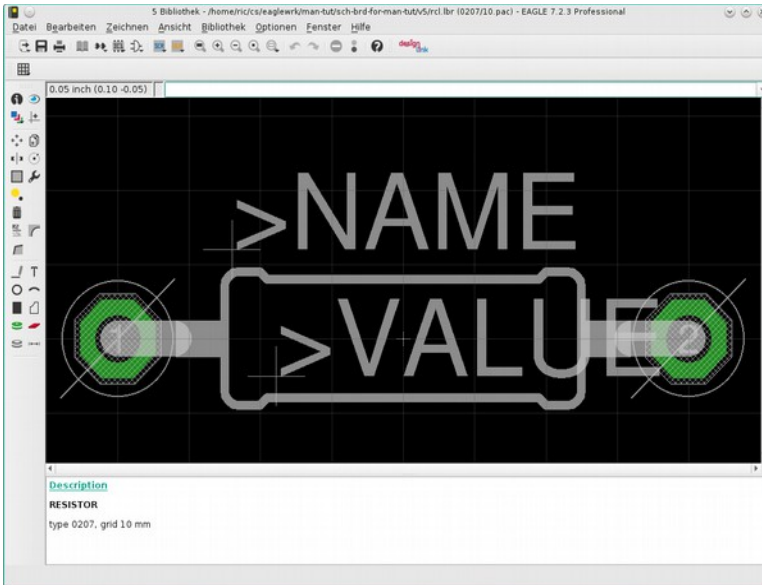 5 Bibliothek - /home/ric/cs/eaglewrk/man-tut/sch-brd-for-man-tut/v5/rcl.lbr (0207/10.pac) - EAGLE 7.2.3 Professional
Datei Bearbeiten Zeichnen Ansicht Bibliothek Optionen Fenster Hilfe
0.05 inch (0.10 -0.05)
>NAME
1 >VALUE 2
Description
RESISTOR
type 0207, grid 10 mm